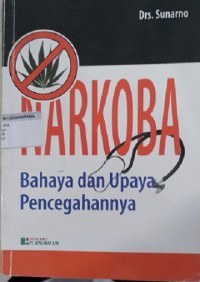 Drs. Sunarno
NARKOBA
Bahaya dan Upaya
Pencegahannya